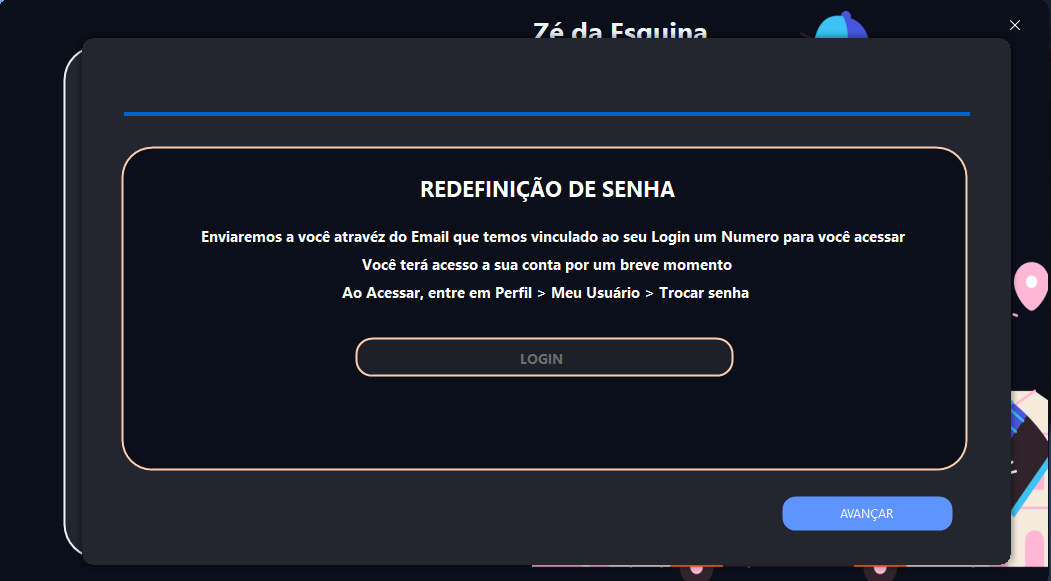 Zé da Esquina
REDEFINIÇÃO DE SENHA
Enviaremos a você atravéz do Email que temos vinculado ao seu Login um Numero para você acessar
Você terá acesso a sua conta por um breve momento
Ao Acessar, entre em Perfil > Meu Usuário > Trocar senha
LOGIN
AVANÇAR